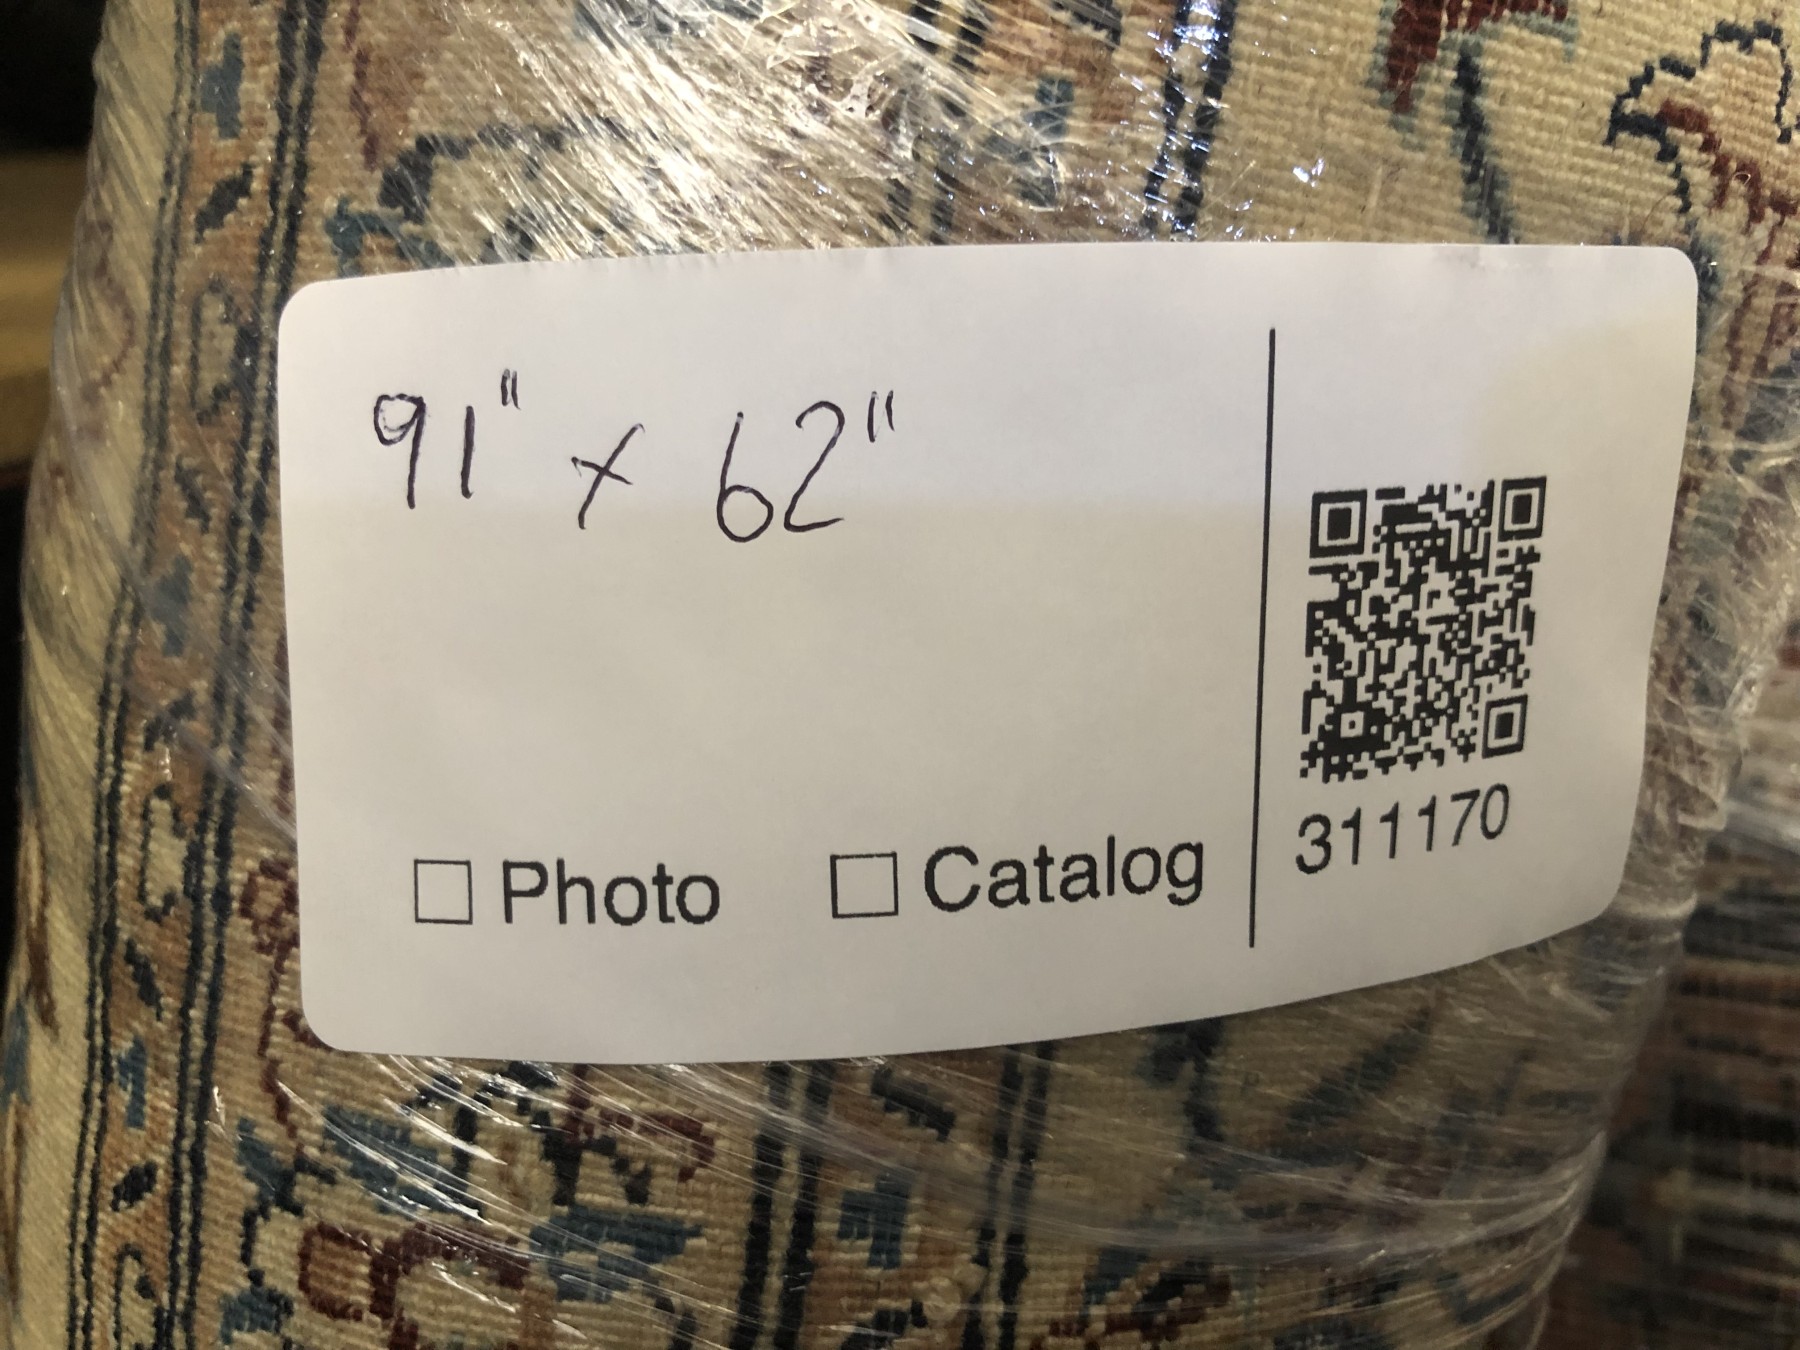 91" x 62"
Photo
Catalog
311170